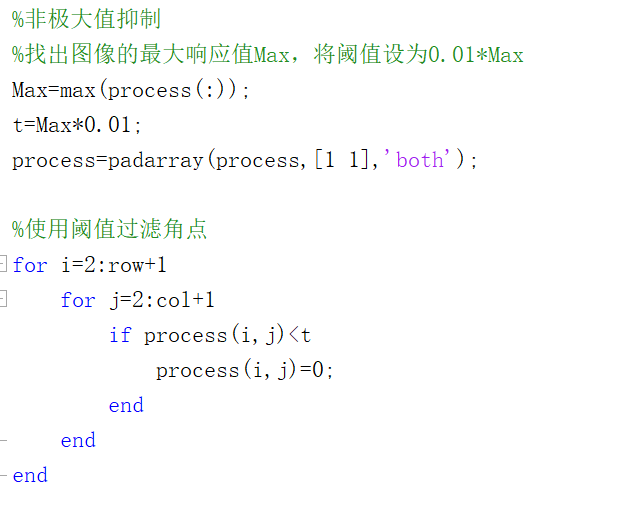 %非极大值抑制
%找出图像的最大响应值Max，将阈值设为0.01*Max
Max=max(process(:));
t=Max*0.01;
process=padarray(process,[1 1],'both');
%使用阈值过滤角点
for i=2:row+1
for j=2:col+1
if process(i,j)<t
process(i,j)=0;
end
end
end